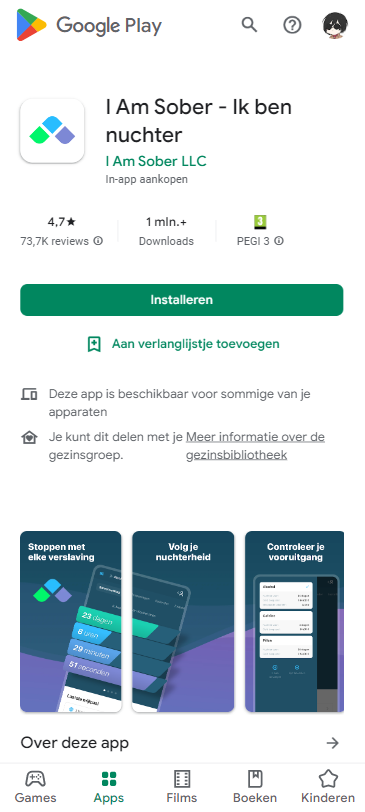 Google Play
I Am Sober - Ik ben
nuchter
I Am Sober LLC
In-app aankopen
4,7★
73,7K reviews
1 mln.+
Downloads
3
PEGI 3
Installeren
Aan verlanglijstje toevoegen
Deze app is beschikbaar voor sommige van je
apparaten
Je kunt dit delen met je
gezinsgroep.
Meer informatie over de
gezinsbibliotheek
Stoppen met
elke verslaving
23 dagen
6 uren
29 minuten
51 seconden
Volg je
nuchterheid
Controleer je
vooruitgang
Over deze app
Games
Apps
Films
Boeken
Kinderen